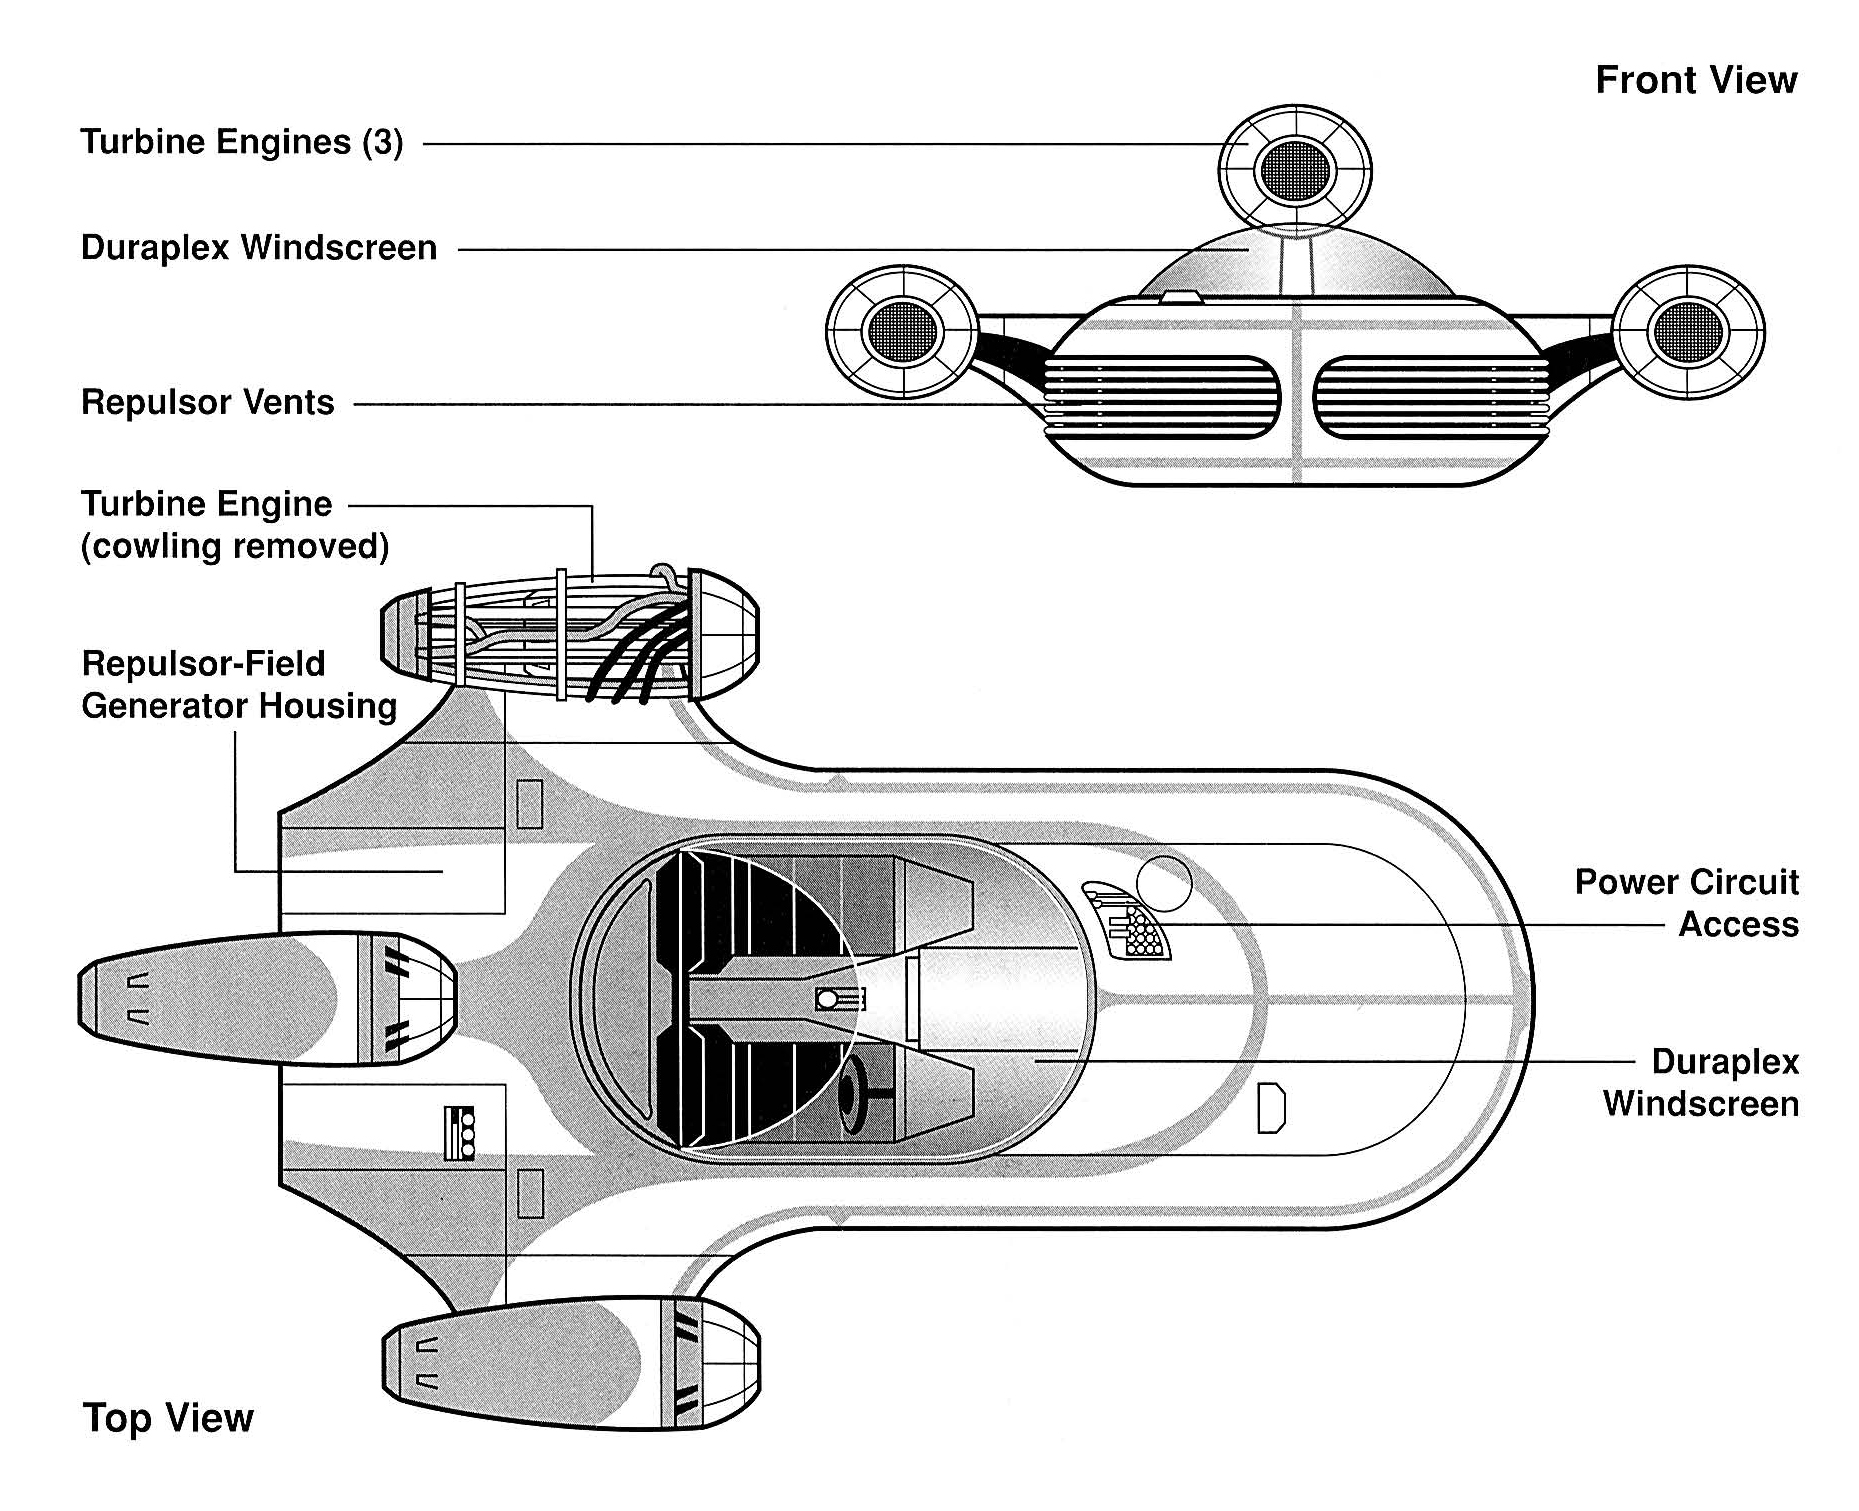 Front View
Turbine Engines (3)
Duraplex Windscreen
Repulsor Vents
Turbine Engine
(cowling removed)
Repulsor-Field
Generator Housing
Power Circuit
Access
Duraplex
Windscreen
Top View